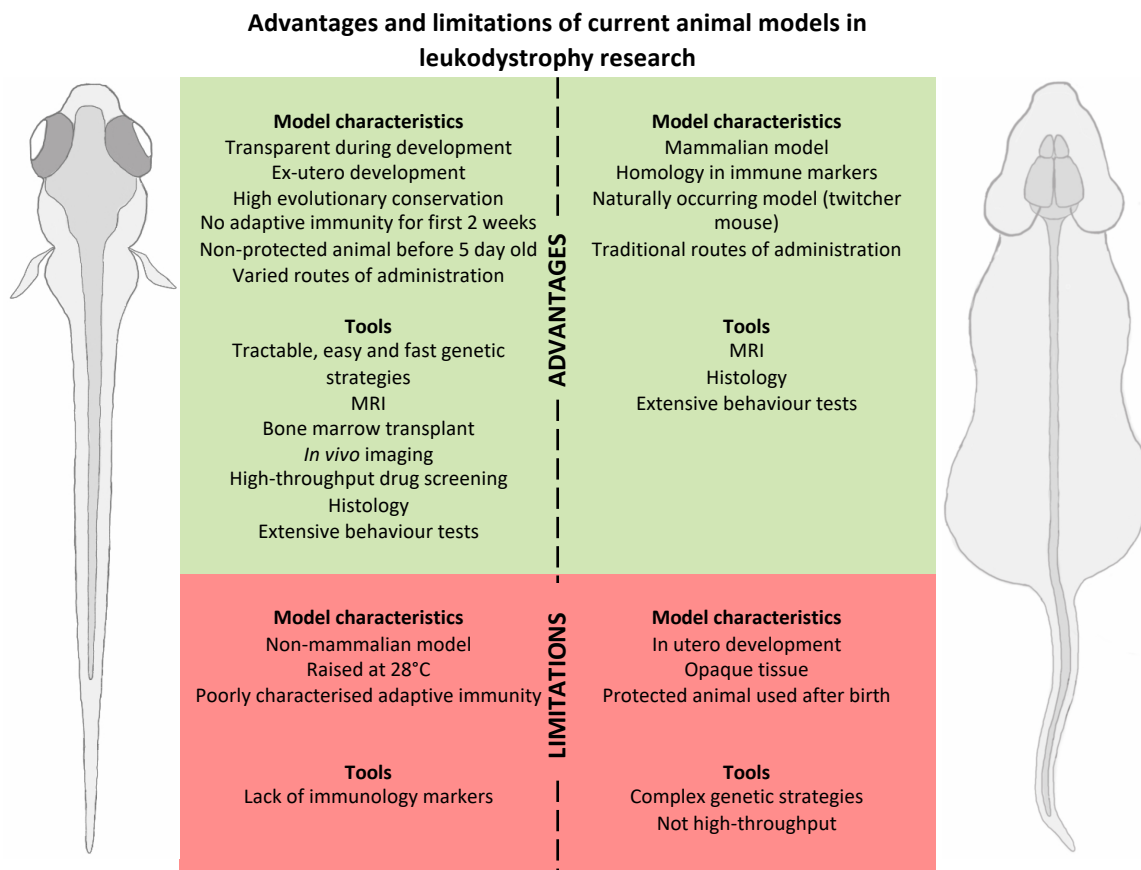 Advantages and limitations of current animal models in
leukodystrophy research
Model characteristics
Transparent during development
Ex-utero development
High evolutionary conservation
No adaptive immunity for first 2 weeks
Non-protected animal before 5 day old
Varied routes of administration
Tools
Tractable, easy and fast genetic
strategies
MRI
Bone marrow transplant
In vivo imaging
High-throughput drug screening
Histology
Extensive behaviour tests
ADVANTAGES
Model characteristics
Mammalian model
Homology in immune markers
Naturally occurring model (twitcher
mouse)
Traditional routes of administration
Tools
MRI
Histology
Extensive behaviour tests
Model characteristics
Non-mammalian model
Raised at 28°C
Poorly characterised adaptive immunity
Tools
Lack of immunology markers
LIMITATIONS
Model characteristics
In utero development
Opaque tissue
Protected animal used after birth
Tools
Complex genetic strategies
Not high-throughput